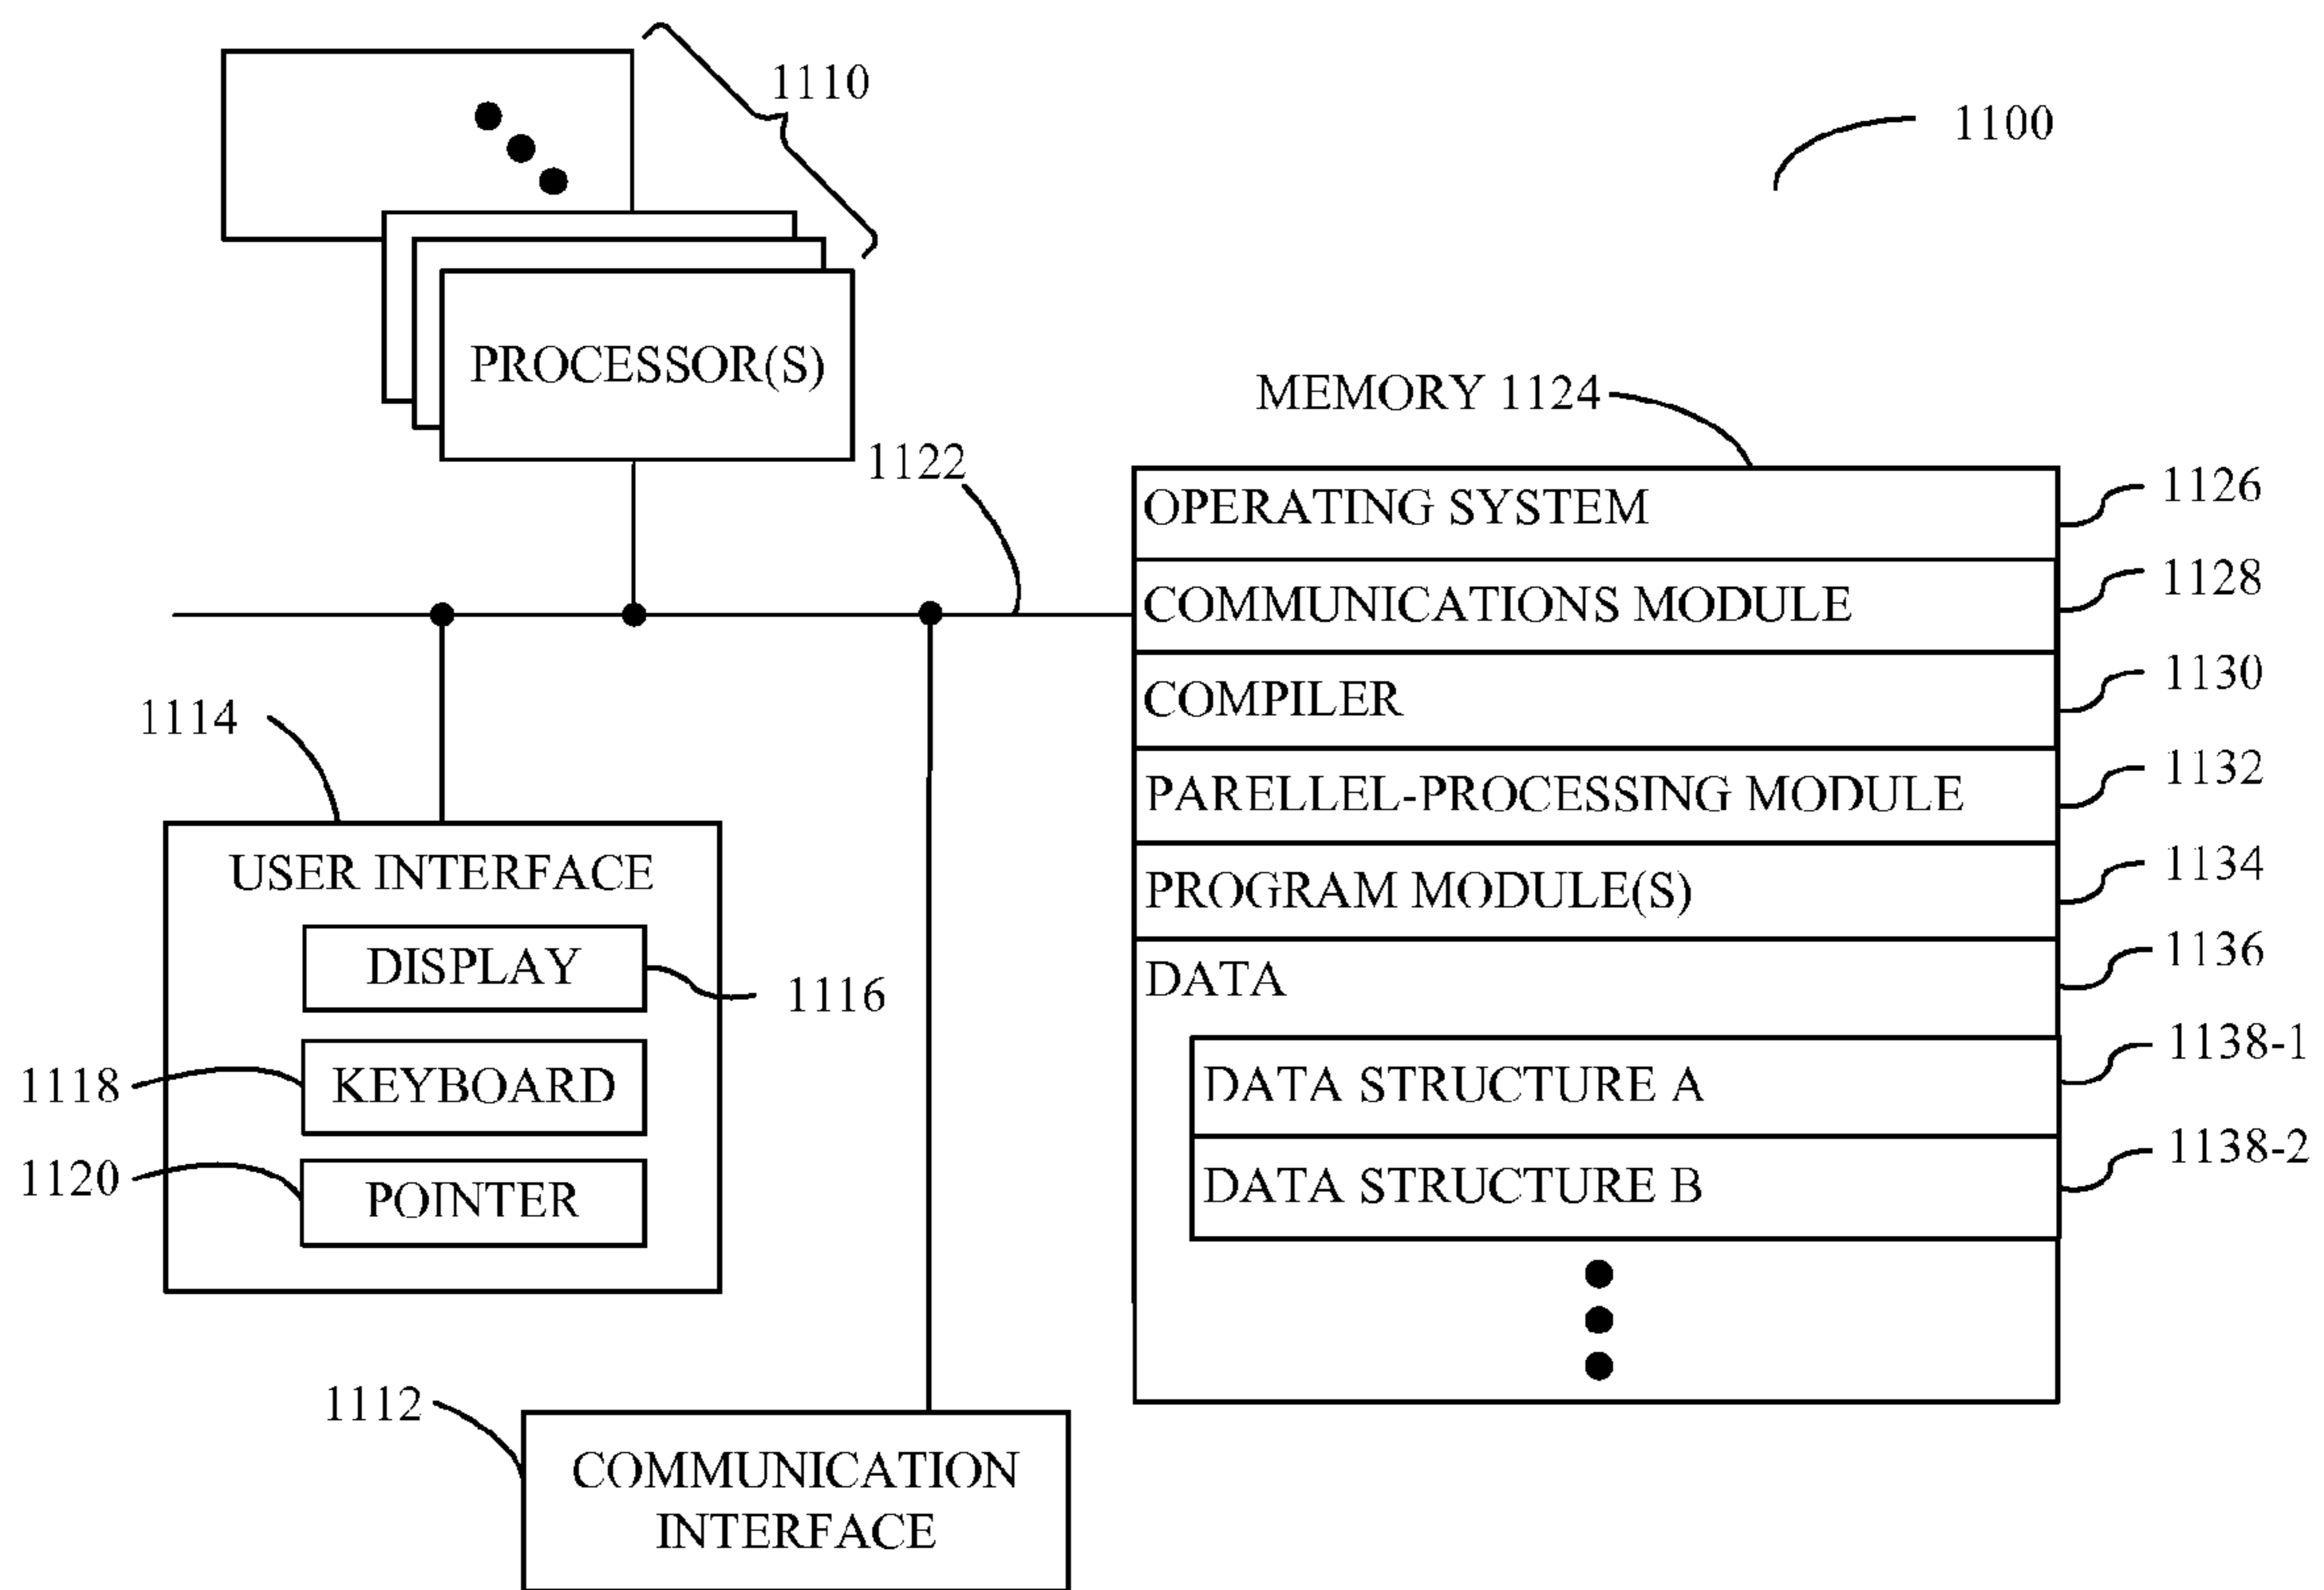 1110
1100
PROCESSOR(S)
MEMORY 1124
1122
OPERATING SYSTEM
1126
COMMUNICATIONS MODULE
1128
COMPILER
1130
PARELLEL-PROCESSING MODULE
1132
PROGRAM MODULE(S)
1134
DATA
1136
DATA STRUCTURE A
1138-1
DATA STRUCTURE B
1138-2
1114
USER INTERFACE
DISPLAY
1116
1118
KEYBOARD
1120
POINTER
1112
COMMUNICATION
INTERFACE